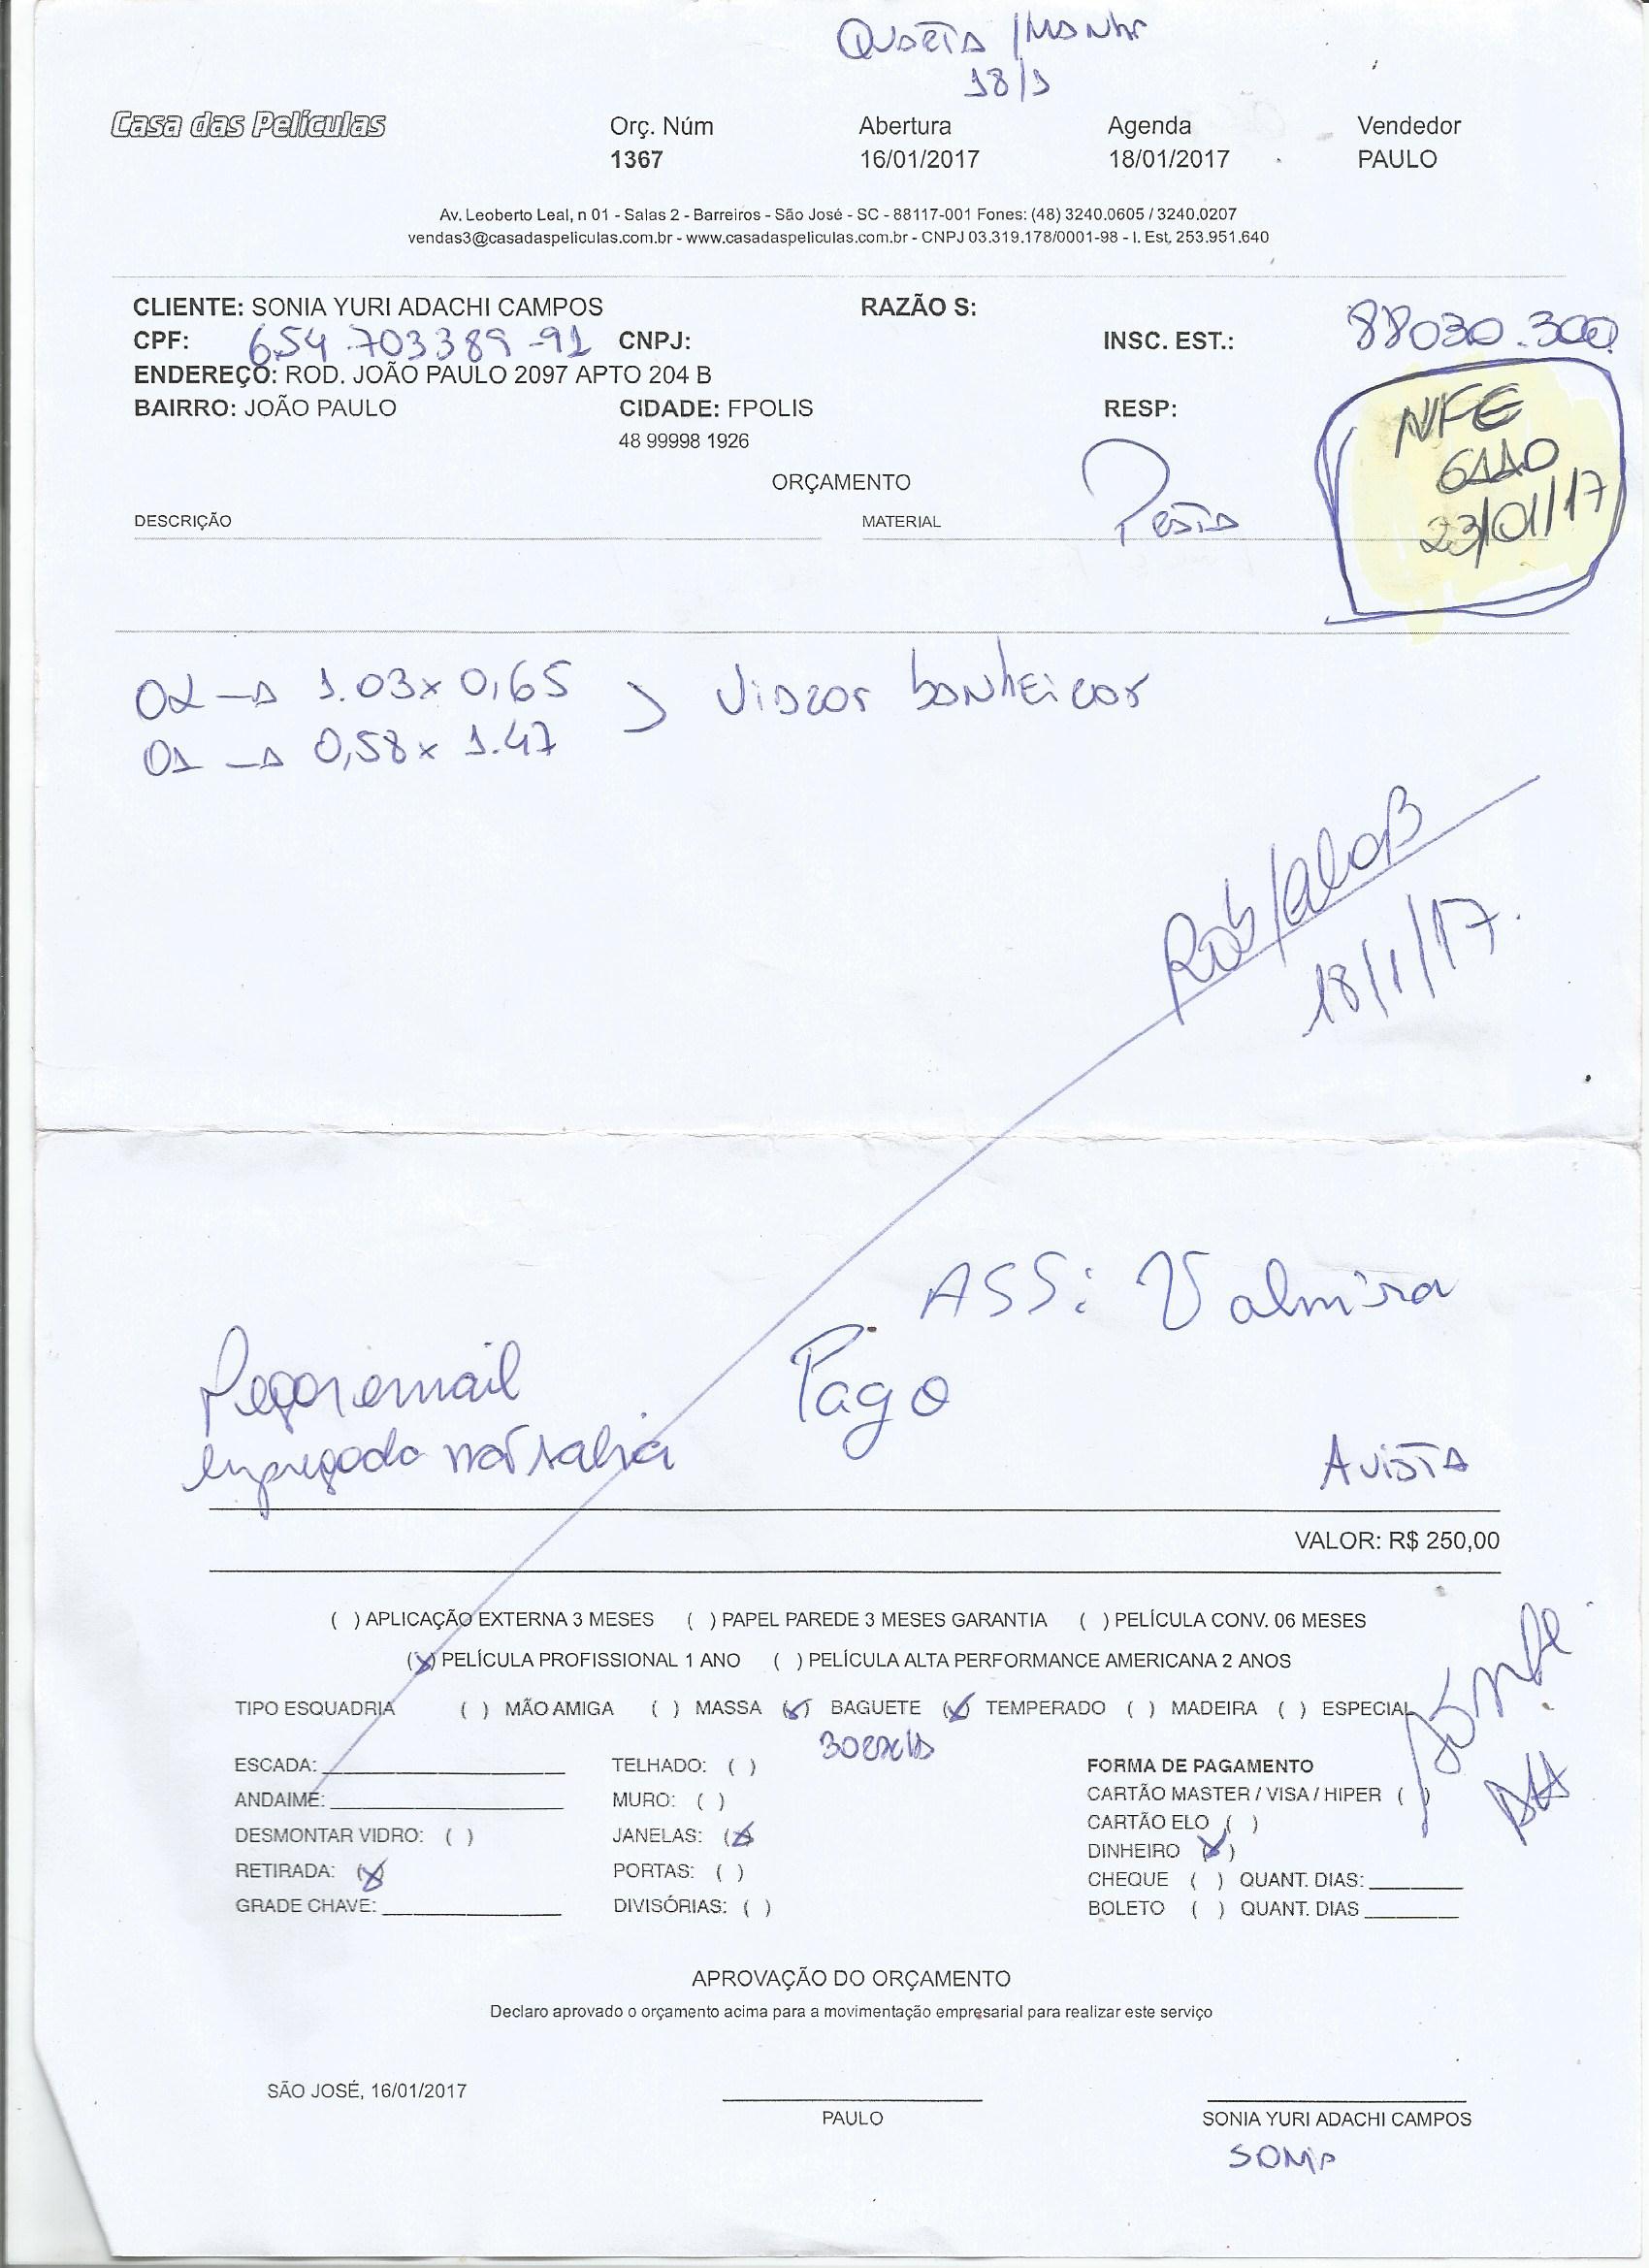 QUARTA / MANHÃ
18/1
Casa das Películas
Orç. Núm Abertura Agenda Vendedor
1367 16/01/2017 18/01/2017 PAULO
Av. Leoberto Leal, n 01 - Salas 2 - Barreiros - São José - SC - 88117-001 Fones: (48) 3240.0605 / 3240.0207
vendas3@casadaspeliculas.com.br - www.casadaspeliculas.com.br - CNPJ 03.319.178/0001-98 - I. Est. 253.951.640
CLIENTE: SONIA YURI ADACHI CAMPOS RAZÃO S:
CPF: 654.703389-91 CNPJ: INSC. EST.: 88030.300
ENDEREÇO: ROD. JOÃO PAULO 2097 APTO 204 B
BAIRRO: JOÃO PAULO CIDADE: FPOLIS RESP:
48 99998 1926
NFE
6110
23/01/17
ORÇAMENTO
DESCRIÇÃO MATERIAL
02 → 1.03x 0,65
01 → 0,58x 1.47
18/1/17.
ASS: Valmira
Pegar email Pago
empregada não sabia AVISTA
VALOR: R$ 250,00
( ) APLICAÇÃO EXTERNA 3 MESES ( ) PAPEL PAREDE 3 MESES GARANTIA ( ) PELÍCULA CONV. 06 MESES
(x) PELÍCULA PROFISSIONAL 1 ANO ( ) PELÍCULA ALTA PERFORMANCE AMERICANA 2 ANOS
TIPO ESQUADRIA ( ) MÃO AMIGA ( ) MASSA (x) BAGUETE (x) TEMPERADO ( ) MADEIRA ( ) ESPECIAL
ESCADA: TELHADO: ( ) FORMA DE PAGAMENTO
ANDAIME: MURO: ( ) CARTÃO MASTER / VISA / HIPER ( )
DESMONTAR VIDRO: ( ) JANELAS: (x) CARTÃO ELO ( )
RETIRADA: (x) PORTAS: ( ) DINHEIRO (x)
GRADE CHAVE: DIVISÓRIAS: ( ) CHEQUE ( ) QUANT. DIAS:
BOLETO ( ) QUANT. DIAS
APROVAÇÃO DO ORÇAMENTO
Declaro aprovado o orçamento acima para a movimentação empresarial para realizar este serviço
SÃO JOSÉ, 16/01/2017
PAULO SONIA YURI ADACHI CAMPOS